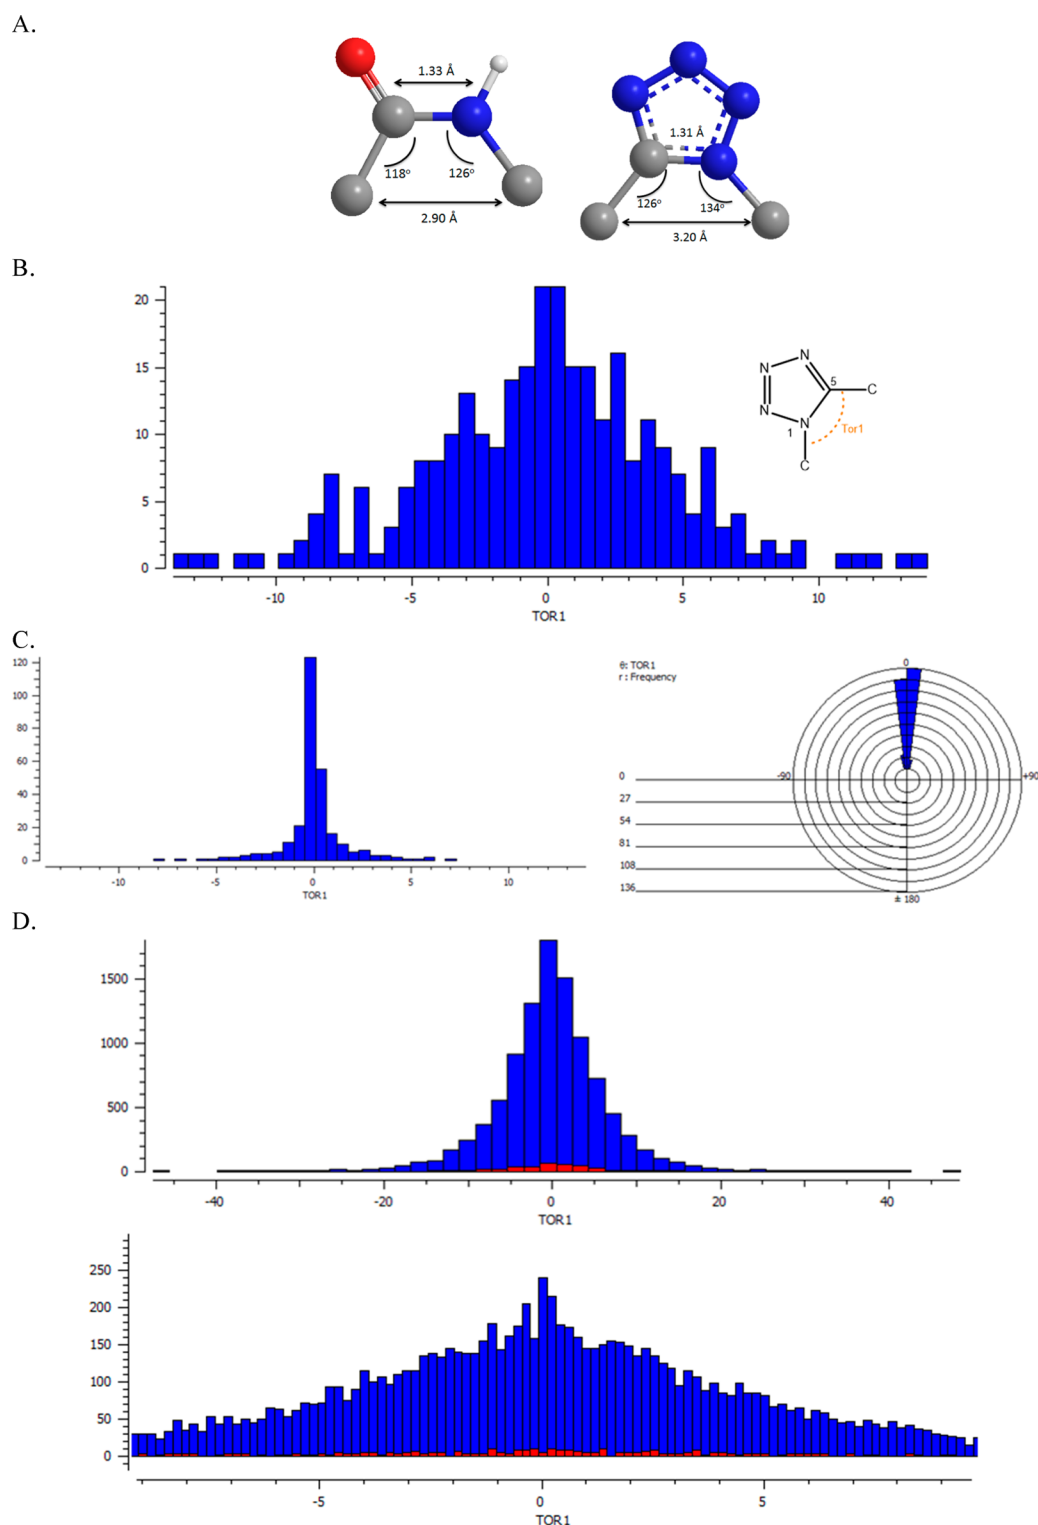 A.
1.33 Å
118°
126°
2.90 Å
1.31 Å
126°
134°
3.20 Å
B.
20
15
10
5
0
-10
-5
0
5
10
TOR1
N
N
N
N
5
1
C
C
Tor1
C.
120
100
80
60
40
20
0
-10
-5
0
5
10
TOR1
θ: TOR1
r : Frequency
0
-90
+90
± 180
0
27
54
81
108
136
D.
1500
1000
500
0
-40
-20
0
20
40
TOR1
250
200
150
100
50
0
-5
0
5
TOR1